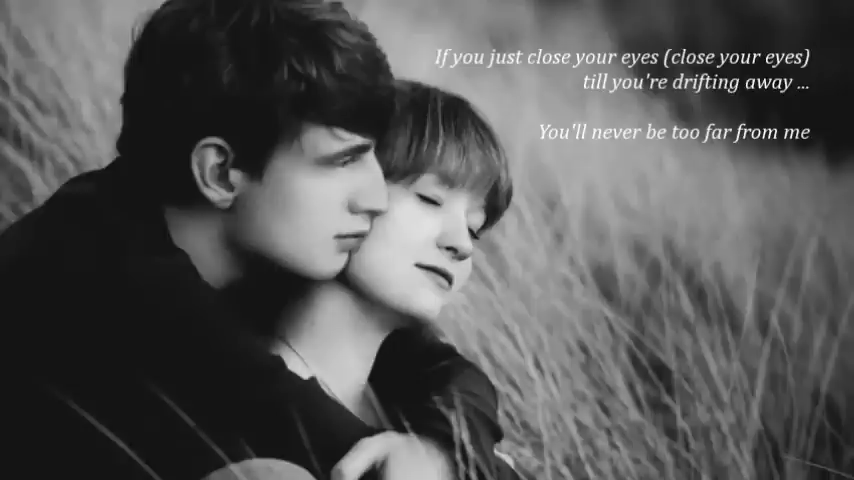 If you just close your eyes (close your eyes)
till you're drifting away ...
You'll never be too far from me